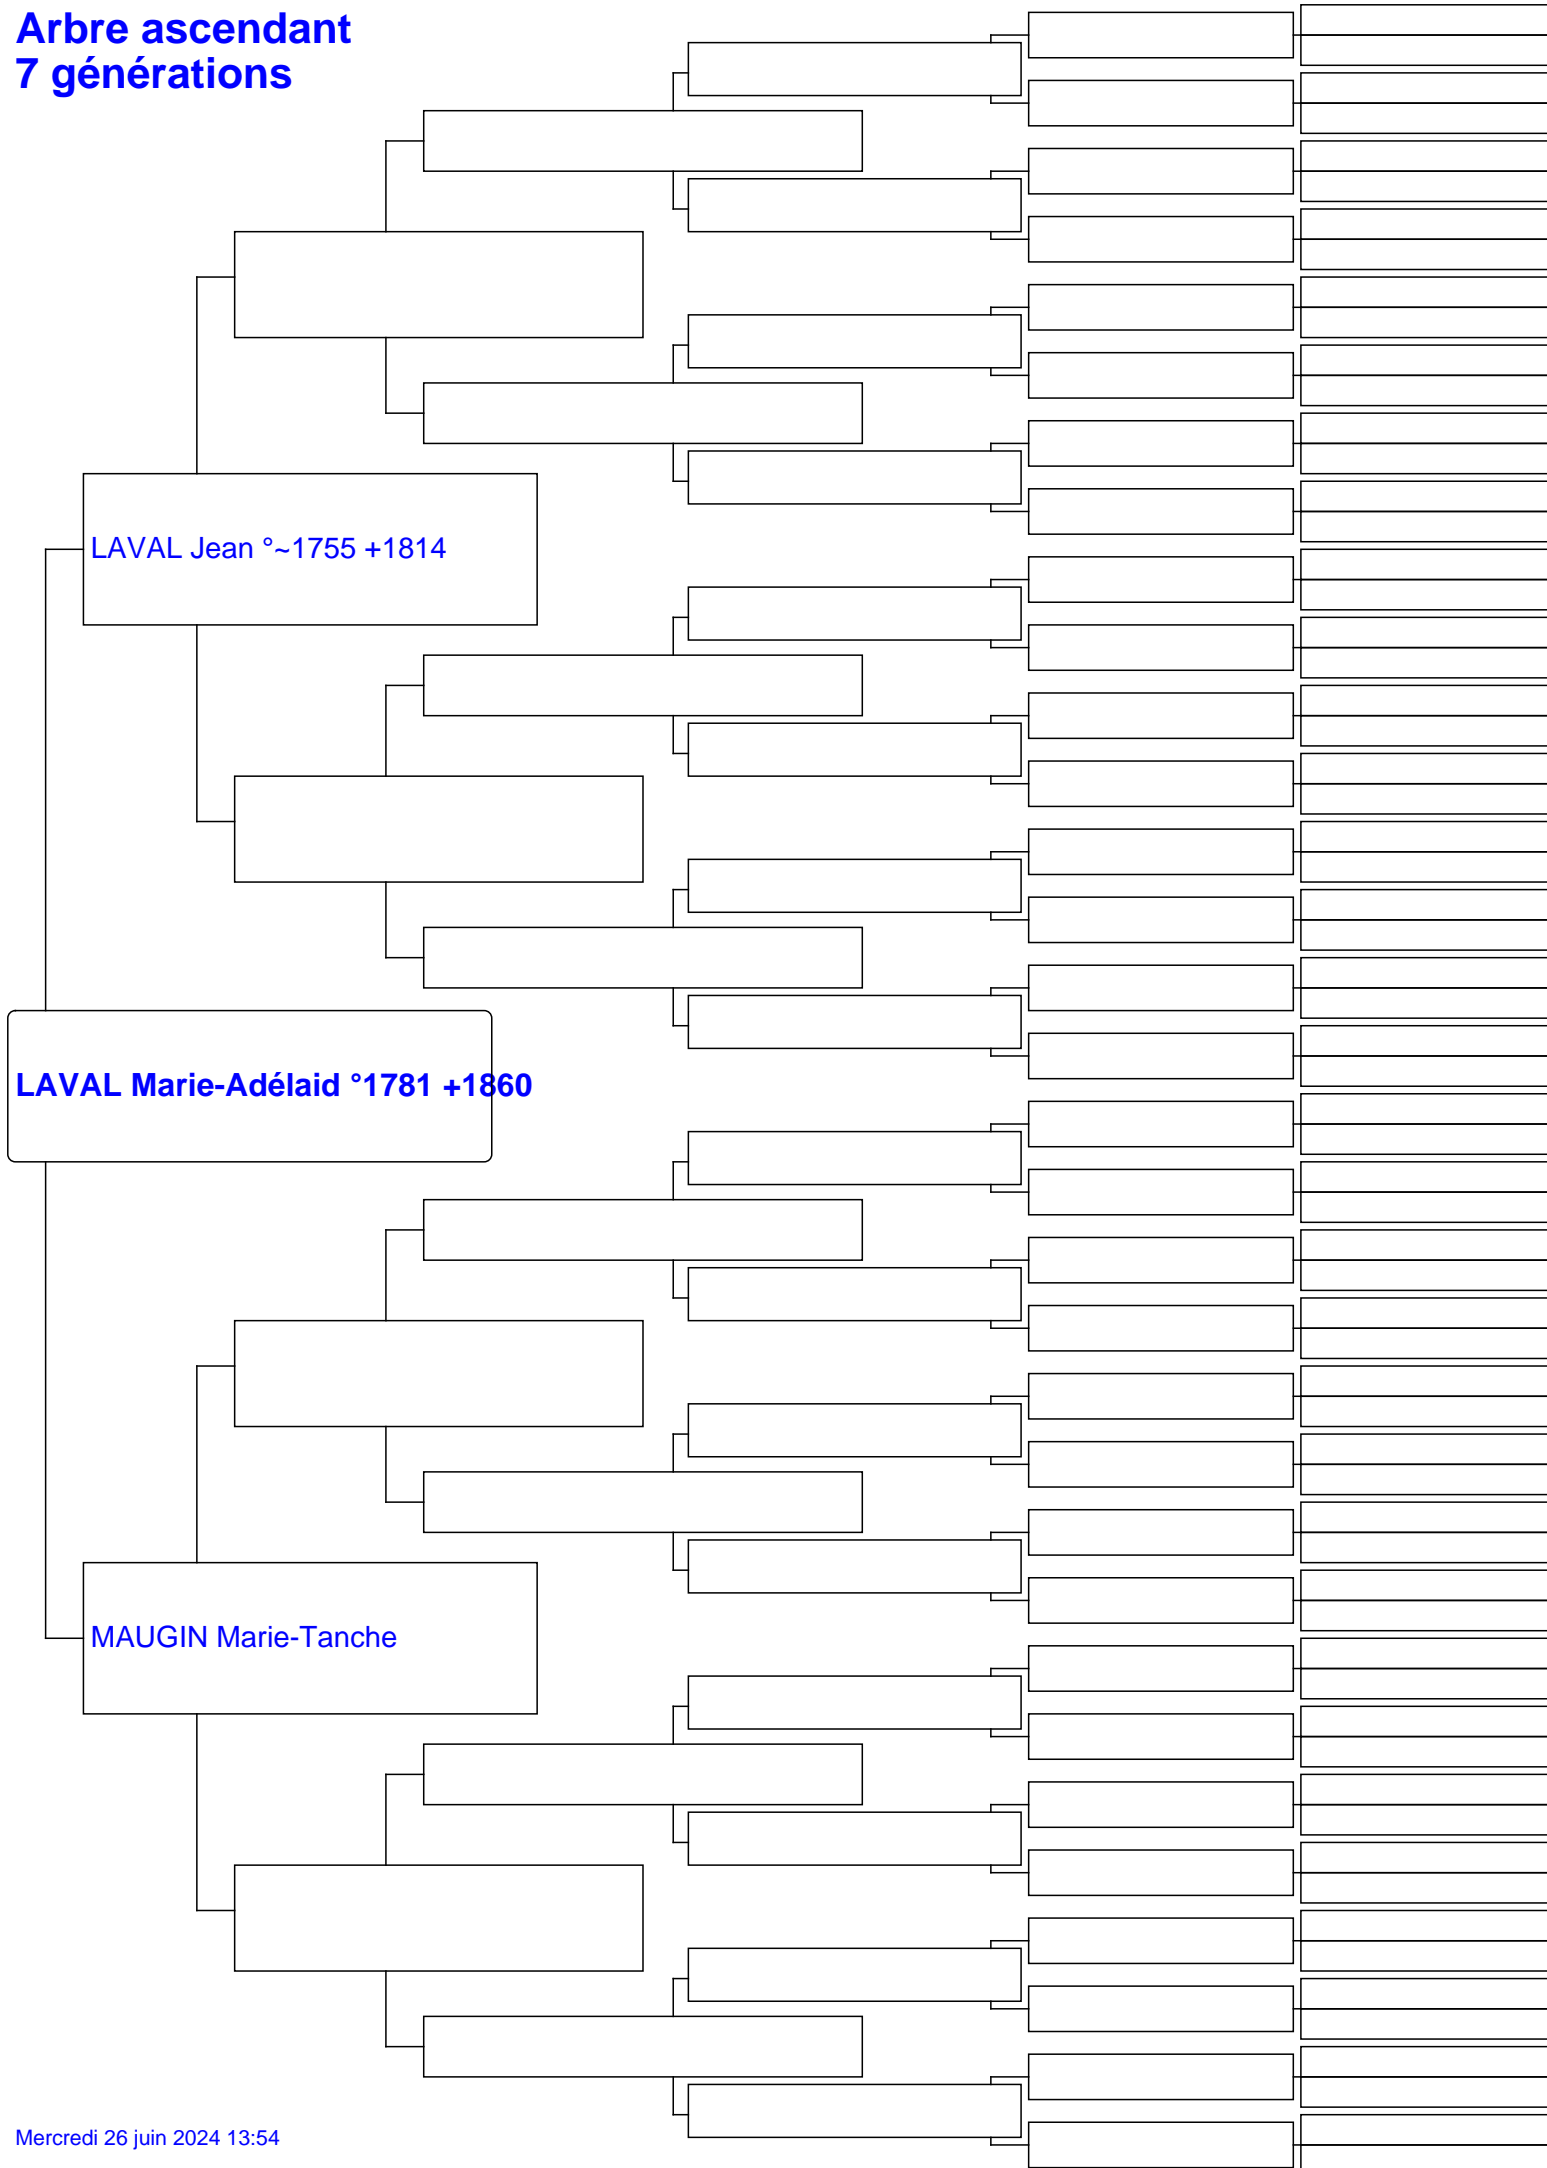 Arbre ascendant
7 générations
LAVAL Jean °~1755 +1814
LAVAL Marie-Adélaid °1781 +1860
MAUGIN Marie-Tanche
Mercredi 26 juin 2024 13:54